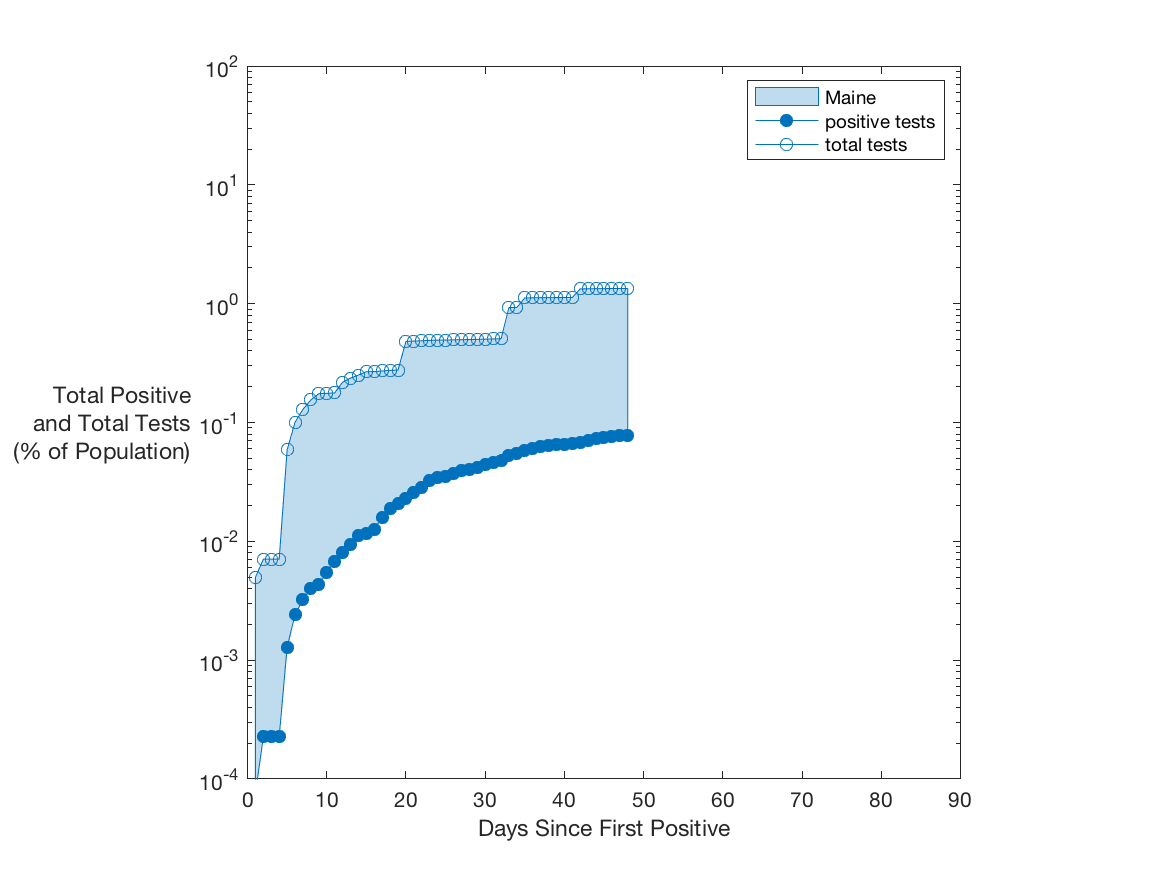 10^2
10^1
10^0
10^-1
10^-2
10^-3
10^-4
Total Positive
and Total Tests
(% of Population)
Maine
positive tests
total tests
0 10 20 30 40 50 60 70 80 90
Days Since First Positive